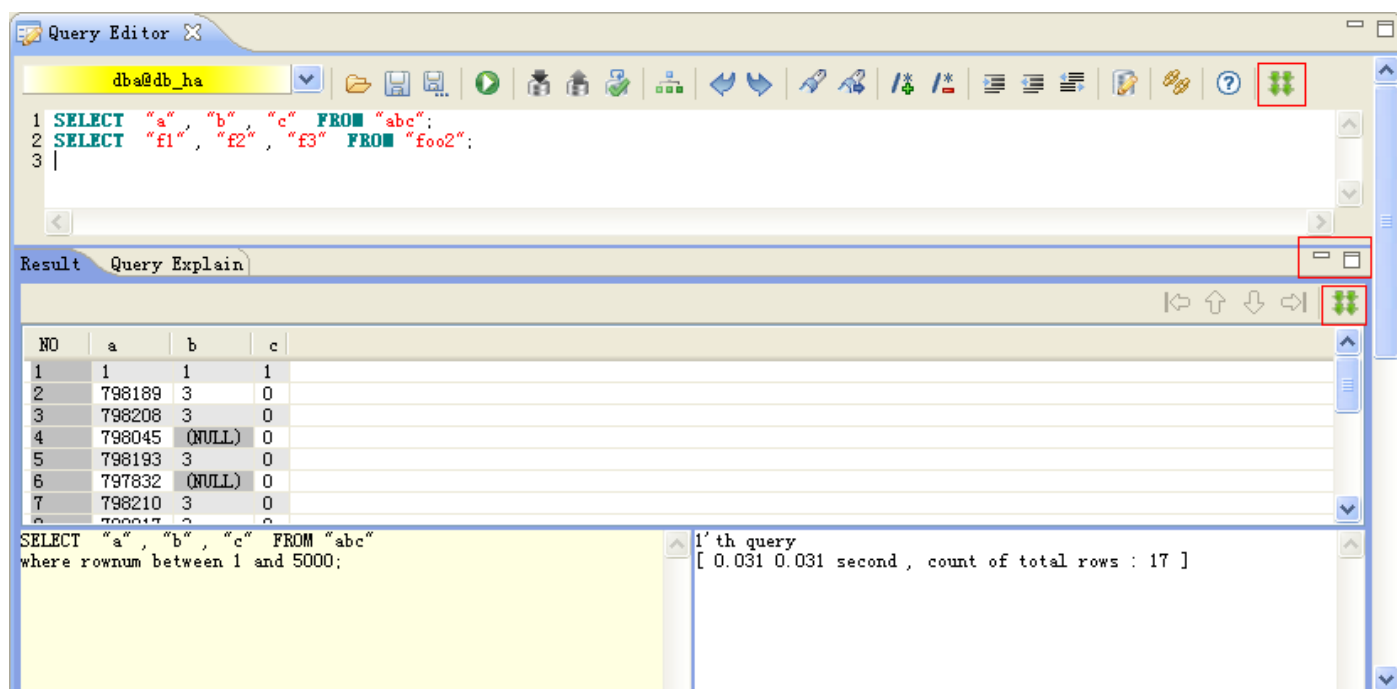 Query Editor
dba@db_ha
1 SELECT "a" , "b" , "c" FROM "abc";
2 SELECT "f1" , "f2" , "f3" FROM "foo2";
3
Result Query Explain
NO a b c
1 1 1 1
2 798189 3 0
3 798208 3 0
4 798045 (NULL) 0
5 798193 3 0
6 797832 (NULL) 0
7 798210 3 0
SELECT "a" , "b" , "c" FROM "abc"
where rownum between 1 and 5000;
1'th query
[ 0.031 0.031 second , count of total rows : 17 ]